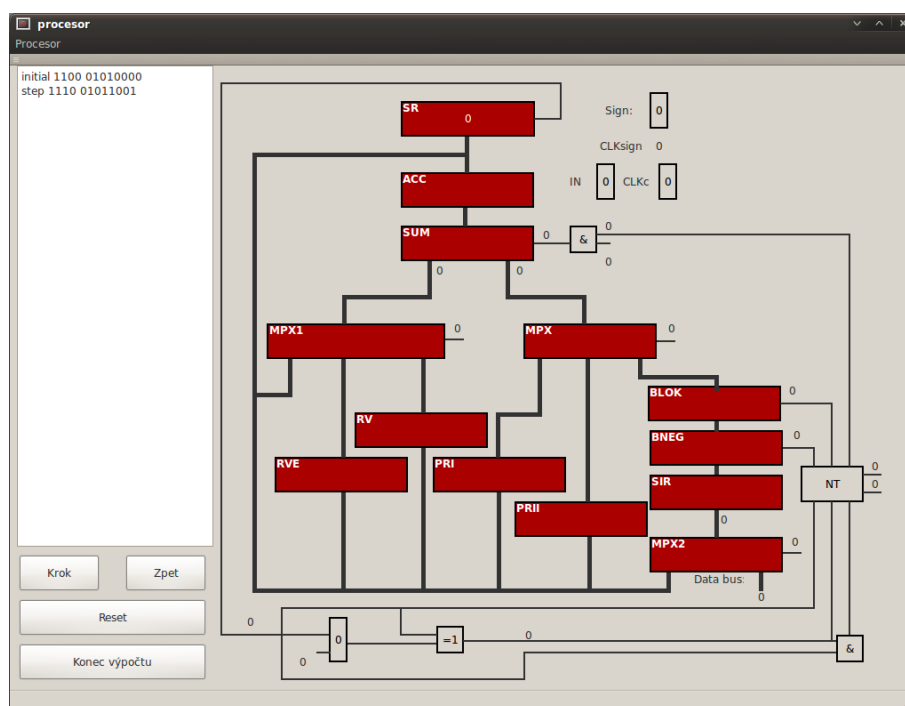 procesor
Procesor
initial 1100 01010000
step 1110 01011001
SR
0
Sign: 0
CLKsign 0
ACC
IN 0 CLKc 0
SUM
0
&
0
0
0
0
MPX1
0
MPX
0
BLOK
0
RV
BNEG
0
RVE
PRI
SIR
NT
0
0
PRII
0
MPX2
0
Data bus:
0
Krok
Zpet
Reset
Konec výpočtu
0
0
0
=1
0
&